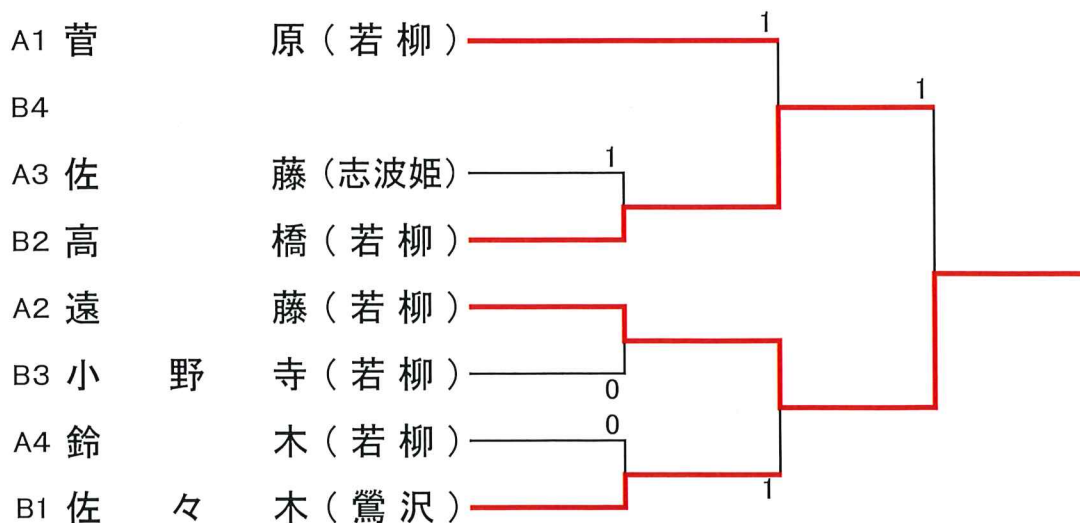 A1 菅原(若柳)
1
1
B4
A3 佐藤(志波姫)
1
B2 高橋(若柳)
A2 遠藤(若柳)
B3 小野寺(若柳)
0
0
A4 鈴木(若柳)
B1 佐々木(鶯沢)
1